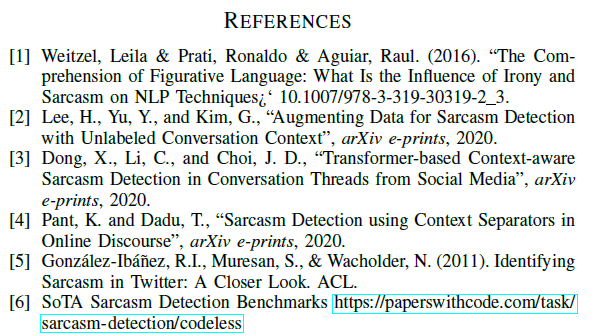 REFERENCES
[1] Weitzel, Leila & Prati, Ronaldo & Aguiar, Raul. (2016). “The Com-
prehension of Figurative Language: What Is the Influence of Irony and
Sarcasm on NLP Techniques¿‘ 10.1007/978-3-319-30319-2_3.
[2] Lee, H., Yu, Y., and Kim, G., “Augmenting Data for Sarcasm Detection
with Unlabeled Conversation Context”, arXiv e-prints, 2020.
[3] Dong, X., Li, C., and Choi, J. D., “Transformer-based Context-aware
Sarcasm Detection in Conversation Threads from Social Media”, arXiv
e-prints, 2020.
[4] Pant, K. and Dadu, T., “Sarcasm Detection using Context Separators in
Online Discourse”, arXiv e-prints, 2020.
[5] González-Ibáñez, R.I., Muresan, S., & Wacholder, N. (2011). Identifying
Sarcasm in Twitter: A Closer Look. ACL.
[6] SoTA Sarcasm Detection Benchmarks https://paperswithcode.com/task/
sarcasm-detection/codeless